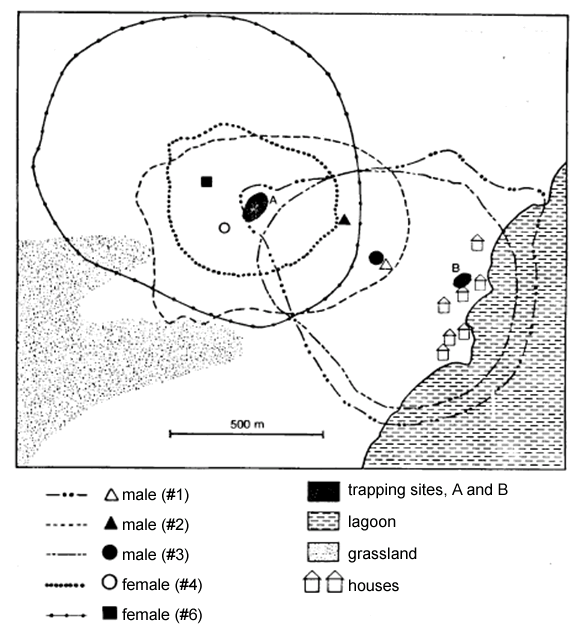 A
B
500 m
male (#1)
male (#2)
male (#3)
female (#4)
female (#6)
trapping sites, A and B
lagoon
grassland
houses